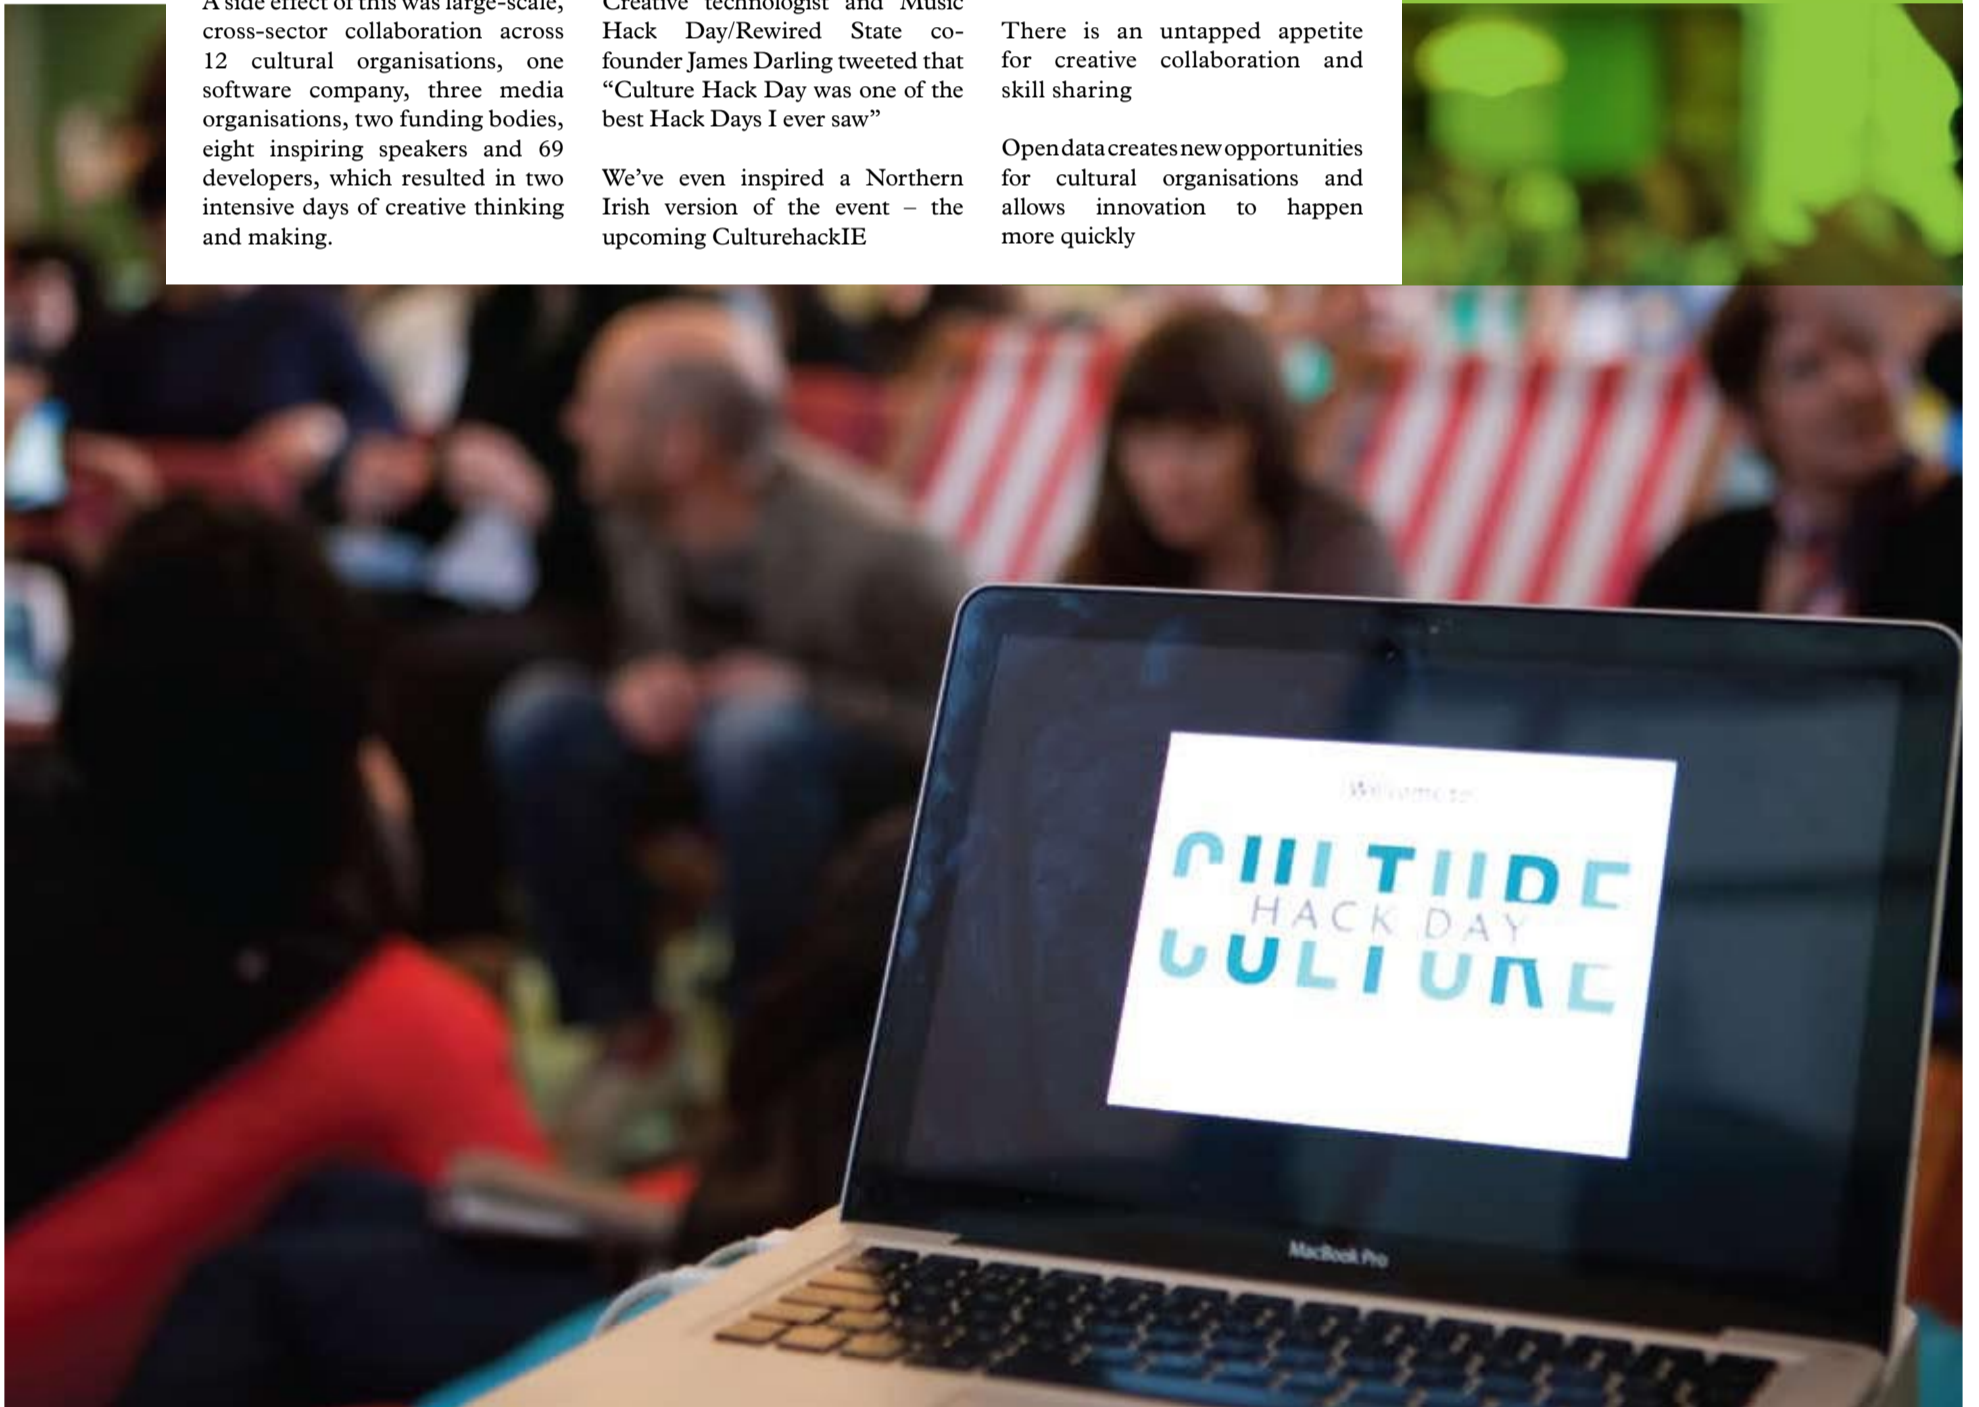 A side effect of this was large-scale,
cross-sector collaboration across
12 cultural organisations, one
software company, three media
organisations, two funding bodies,
eight inspiring speakers and 69
developers, which resulted in two
intensive days of creative thinking
and making.
Creative technologist and Music
Hack Day/Rewired State co-
founder James Darling tweeted that
“Culture Hack Day was one of the
best Hack Days I ever saw”
We’ve even inspired a Northern
Irish version of the event – the
upcoming CulturehackIE
There is an untapped appetite
for creative collaboration and
skill sharing
Open data creates new opportunities
for cultural organisations and
allows innovation to happen
more quickly
Welcome to
CULTURE
HACK DAY
CULTURE
MacBook Pro